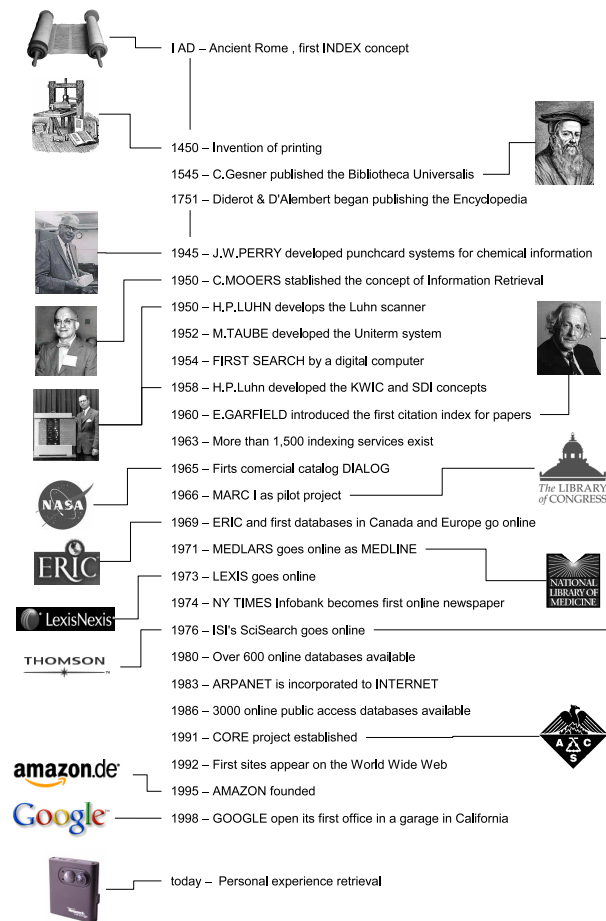 I AD – Ancient Rome , first INDEX concept
1450 – Invention of printing
1545 – C.Gesner published the Bibliotheca Universalis
1751 – Diderot & D'Alembert began publishing the Encyclopedia
1945 – J.W.PERRY developed punchcard systems for chemical information
1950 – C.MOOERS stablished the concept of Information Retrieval
1950 – H.P.LUHN develops the Luhn scanner
1952 – M.TAUBE developed the Uniterm system
1954 – FIRST SEARCH by a digital computer
1958 – H.P.Luhn developed the KWIC and SDI concepts
1960 – E.GARFIELD introduced the first citation index for papers
1963 – More than 1,500 indexing services exist
1965 – Firts comercial catalog DIALOG
1966 – MARC I as pilot project
The LIBRARY
of CONGRESS
NASA
1969 – ERIC and first databases in Canada and Europe go online
ERIC
1971 – MEDLARS goes online as MEDLINE
NATIONAL
LIBRARY OF
MEDICINE
1973 – LEXIS goes online
1974 – NY TIMES Infobank becomes first online newspaper
LexisNexis
1976 – ISI's SciSearch goes online
THOMSON
1980 – Over 600 online databases available
1983 – ARPANET is incorporated to INTERNET
1986 – 3000 online public access databases available
1991 – CORE project established
A C
S
1992 – First sites appear on the World Wide Web
amazon.de
1995 – AMAZON founded
Google
1998 – GOOGLE open its first office in a garage in California
today – Personal experience retrieval